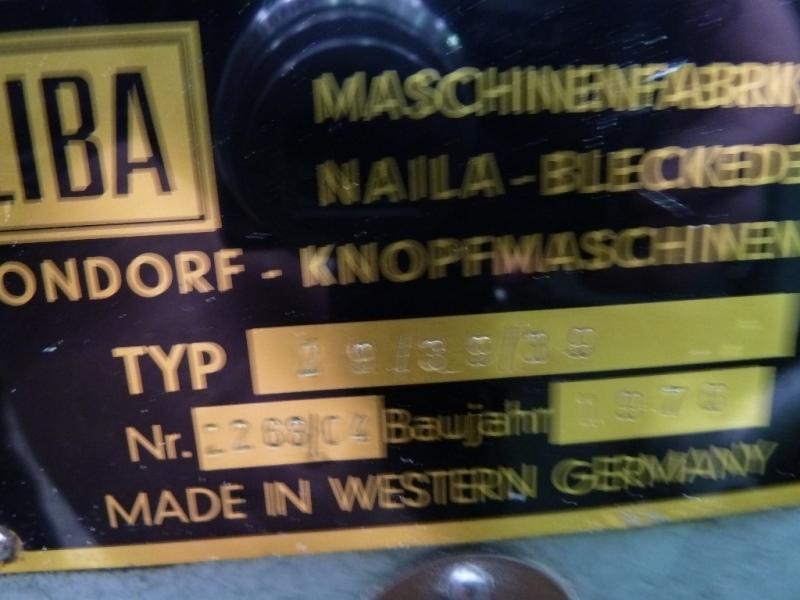 LIBA
MASCHINENFABRIK
NAILA-BLECKEDE
ONDORF - KNOPFMASCHINEN
TYP
Nr. Baujahr
MADE IN WESTERN GERMANY